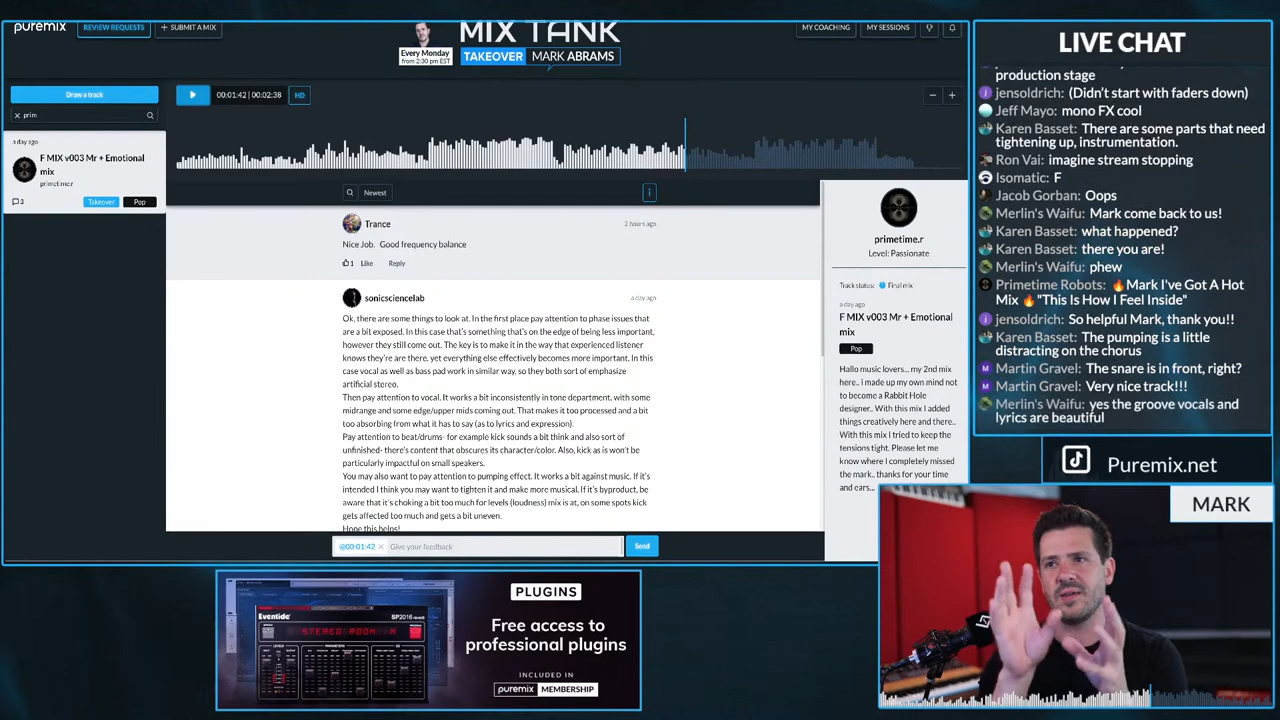 puremix
REVIEW REQUESTS
+ SUBMIT A MIX
Every Monday
from 2:30 pm EST
MIX TANK
TAKEOVER MARK ABRAMS
MY COACHING
MY SESSIONS
Draw a track
× prim
a day ago
F MIX v003 Mr + Emotional
mix
primetime.r
3
Takeover
Pop
00:01:42 | 00:02:38
HD
Newest
i
Trance
2 hours ago
Nice Job. Good frequency balance
1 Like Reply
sonicsciencelab
a day ago
Ok, there are some things to look at. In the first place pay attention to phase issues that
are a bit exposed. In this case that's something that's on the edge of being less important,
however they still come out. The key is to make it in the way that experienced listener
knows they're are there, yet everything else effectively becomes more important. In this
case vocal as well as bass pad work in similar way, so they both sort of emphasize
artificial stereo.
Then pay attention to vocal. It works a bit inconsistently in tone department, with some
midrange and some edge/upper mids coming out. That makes it too processed and a bit
too absorbing from what it has to say (as to lyrics and expression).
Pay attention to beat/drums- for example kick sounds a bit think and also sort of
unfinished- there's content that obscures its character/color. Also, kick as is won't be
particularly impactful on small speakers.
You may also want to pay attention to pumping effect. It works a bit against music. If it's
intended I think you may want to tighten it and make more musical. If it's byproduct, be
aware that it's choking a bit too much for levels (loudness) mix is at, on some spots kick
gets affected too much and gets a bit uneven.
Hope this helps!
@00:01:42 ×
Give your feedback
Send
primetime.r
Level: Passionate
Track status: Final mix
a day ago
F MIX v003 Mr + Emotional
mix
Pop
Hallo music lovers... my 2nd mix
here.. i made up my own mind not
to become a Rabbit Hole
designer.. With this mix I added
things creatively here and there..
With this mix I tried to keep the
tensions tight. Please let me
know where I completely missed
the mark.. thanks for your time
and ears...
LIVE CHAT
production stage
jensoldrich: (Didn't start with faders down)
Jeff Mayo: mono FX cool
Karen Basset: There are some parts that need
tightening up, instrumentation.
Ron Vai: imagine stream stopping
Isomatic: F
Jacob Gorban: Oops
Merlin's Waifu: Mark come back to us!
Karen Basset: what happened?
Karen Basset: there you are!
Merlin's Waifu: phew
Primetime Robots: 🔥Mark I've Got A Hot
Mix 🔥"This Is How I Feel Inside"
jensoldrich: So helpful Mark, thank you!!
Karen Basset: The pumping is a little
distracting on the chorus
Martin Gravel: The snare is in front, right?
Martin Gravel: Very nice track!!!
Merlin's Waifu: yes the groove vocals and
lyrics are beautiful
Puremix.net
MARK
Eventide
SP2016 reverb
STEREO ROOM
PLUGINS
Free access to
professional plugins
INCLUDED IN
puremix MEMBERSHIP